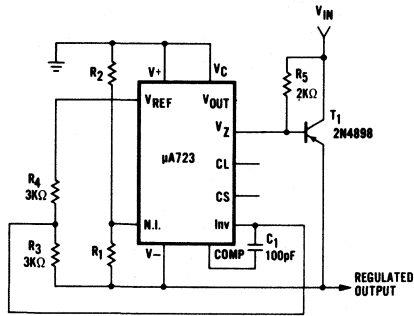 VIN
V+
VC
R2
R5
2KΩ
VREF
VOUT
T1
2N4898
VZ
μA723
CL
R4
3KΩ
CS
N.I.
Inv
C1
100pF
R3
3KΩ
R1
V−
COMP
REGULATED
OUTPUT